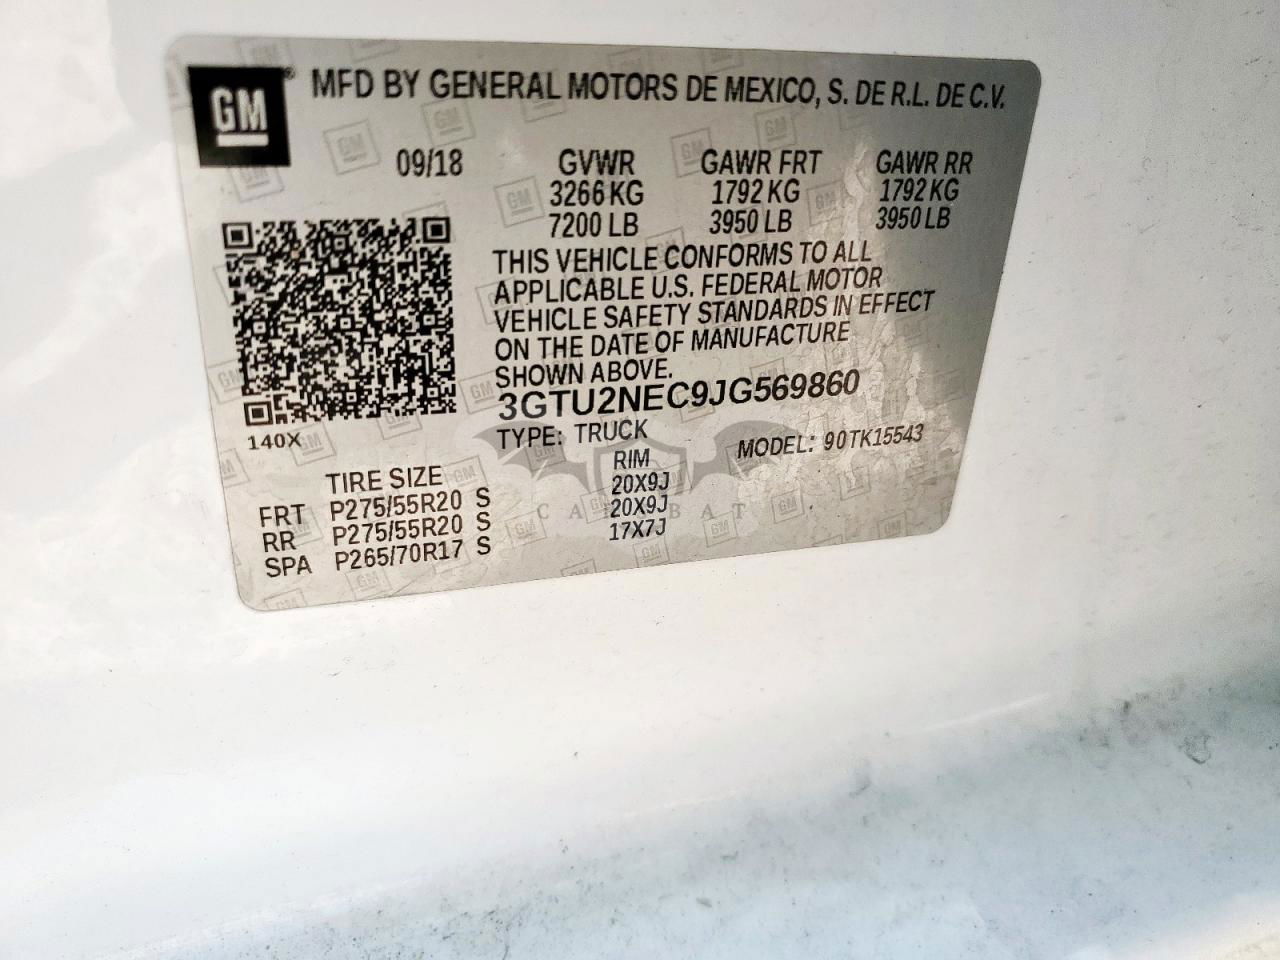 GM® MFD BY GENERAL MOTORS DE MEXICO, S. DE R.L. DE C.V.
09/18 GVWR GAWR FRT GAWR RR
3266 KG 1792 KG 1792 KG
7200 LB 3950 LB 3950 LB
THIS VEHICLE CONFORMS TO ALL
APPLICABLE U.S. FEDERAL MOTOR
VEHICLE SAFETY STANDARDS IN EFFECT
ON THE DATE OF MANUFACTURE
SHOWN ABOVE.
3GTU2NEC9JG569860
140X
TYPE: TRUCK MODEL: 90TK15543
TIRE SIZE RIM
FRT P275/55R20 S 20X9J
RR P275/55R20 S 20X9J
SPA P265/70R17 S 17X7J